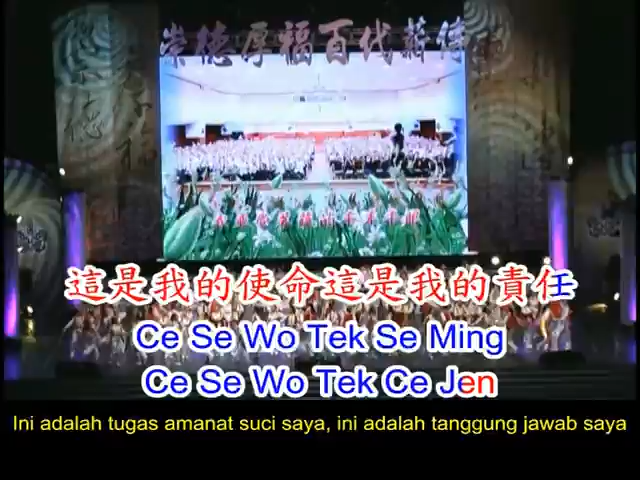 崇德厚福百代薪傳
這是我的使命這是我的責任
Ce Se Wo Tek Se Ming
Ce Se Wo Tek Ce Jen
Ini adalah tugas amanat suci saya, ini adalah tanggung jawab saya